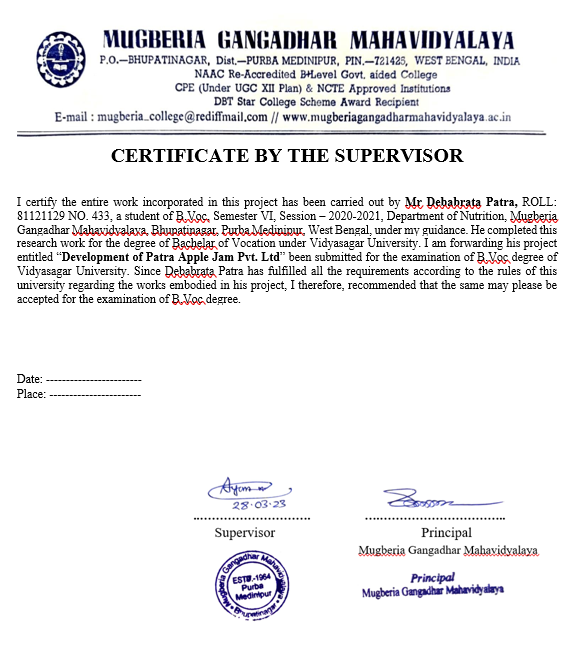 MUGBERIA GANGADHAR MAHAVIDYALAYA
P.O.—BHUPATINAGAR, Dist.—PURBA MEDINIPUR, PIN.—721425, WEST BENGAL, INDIA
NAAC Re-Accredited B+Level Govt. aided College
CPE (Under UGC XII Plan) & NCTE Approved Institutions
DBT Star College Scheme Award Recipient
E-mail : mugberia_college@rediffmail.com // www.mugberiagangadharmahavidyalaya.ac.in
CERTIFICATE BY THE SUPERVISOR
I certify the entire work incorporated in this project has been carried out by Mr Debabrata Patra, ROLL:
81121129 NO. 433, a student of B.Voc, Semester VI, Session – 2020-2021, Department of Nutrition, Mugberia
Gangadhar Mahavidyalaya, Bhupatinagar, Purba Medinipur, West Bengal, under my guidance. He completed this
research work for the degree of Bachelar of Vocation under Vidyasagar University. I am forwarding his project
entitled “Development of Patra Apple Jam Pvt. Ltd” been submitted for the examination of B.Voc degree of
Vidyasagar University. Since Debabrata Patra has fulfilled all the requirements according to the rules of this
university regarding the works embodied in his project, I therefore, recommended that the same may please be
accepted for the examination of B.Voc degree.
Date: ------------------------
Place: -----------------------
28.03.23
Supervisor
Principal
Mugberia Gangadhar Mahavidyalaya
Mugberia Gangadhar Mahavidyalaya
ESTD.-1964
Purba
Medinipur
Bhupatinagar
Principal
Mugberia Gangadhar Mahavidyalaya